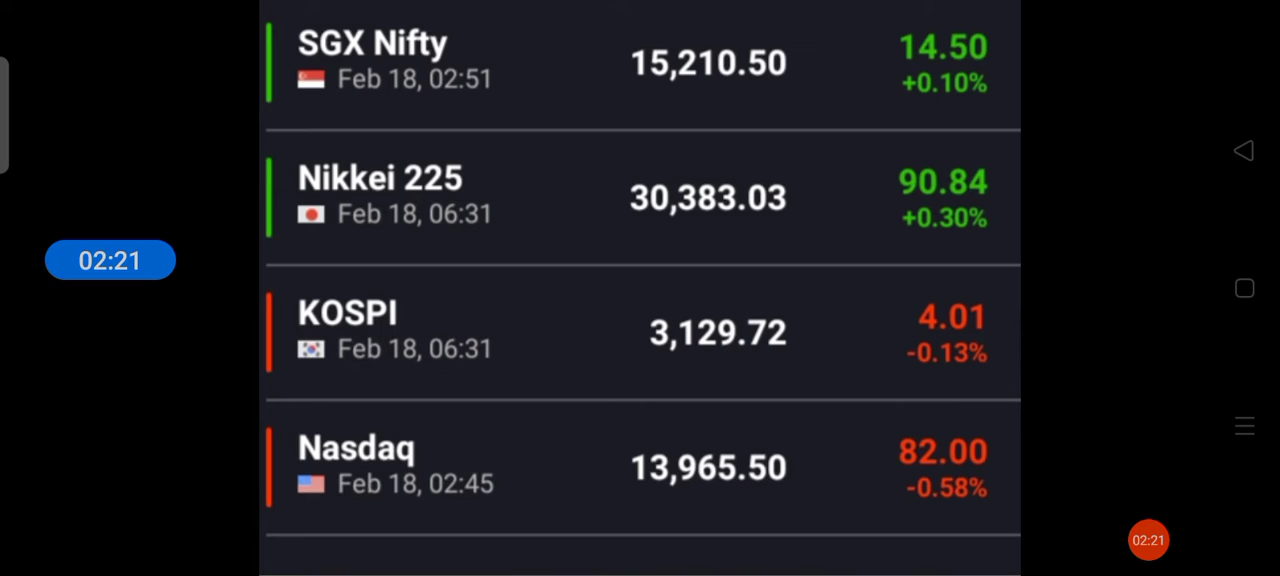 SGX Nifty 15,210.50 14.50
Feb 18, 02:51 +0.10%
Nikkei 225 30,383.03 90.84
Feb 18, 06:31 +0.30%
02:21
KOSPI 3,129.72 4.01
Feb 18, 06:31 -0.13%
Nasdaq 13,965.50 82.00
Feb 18, 02:45 -0.58%
02:21